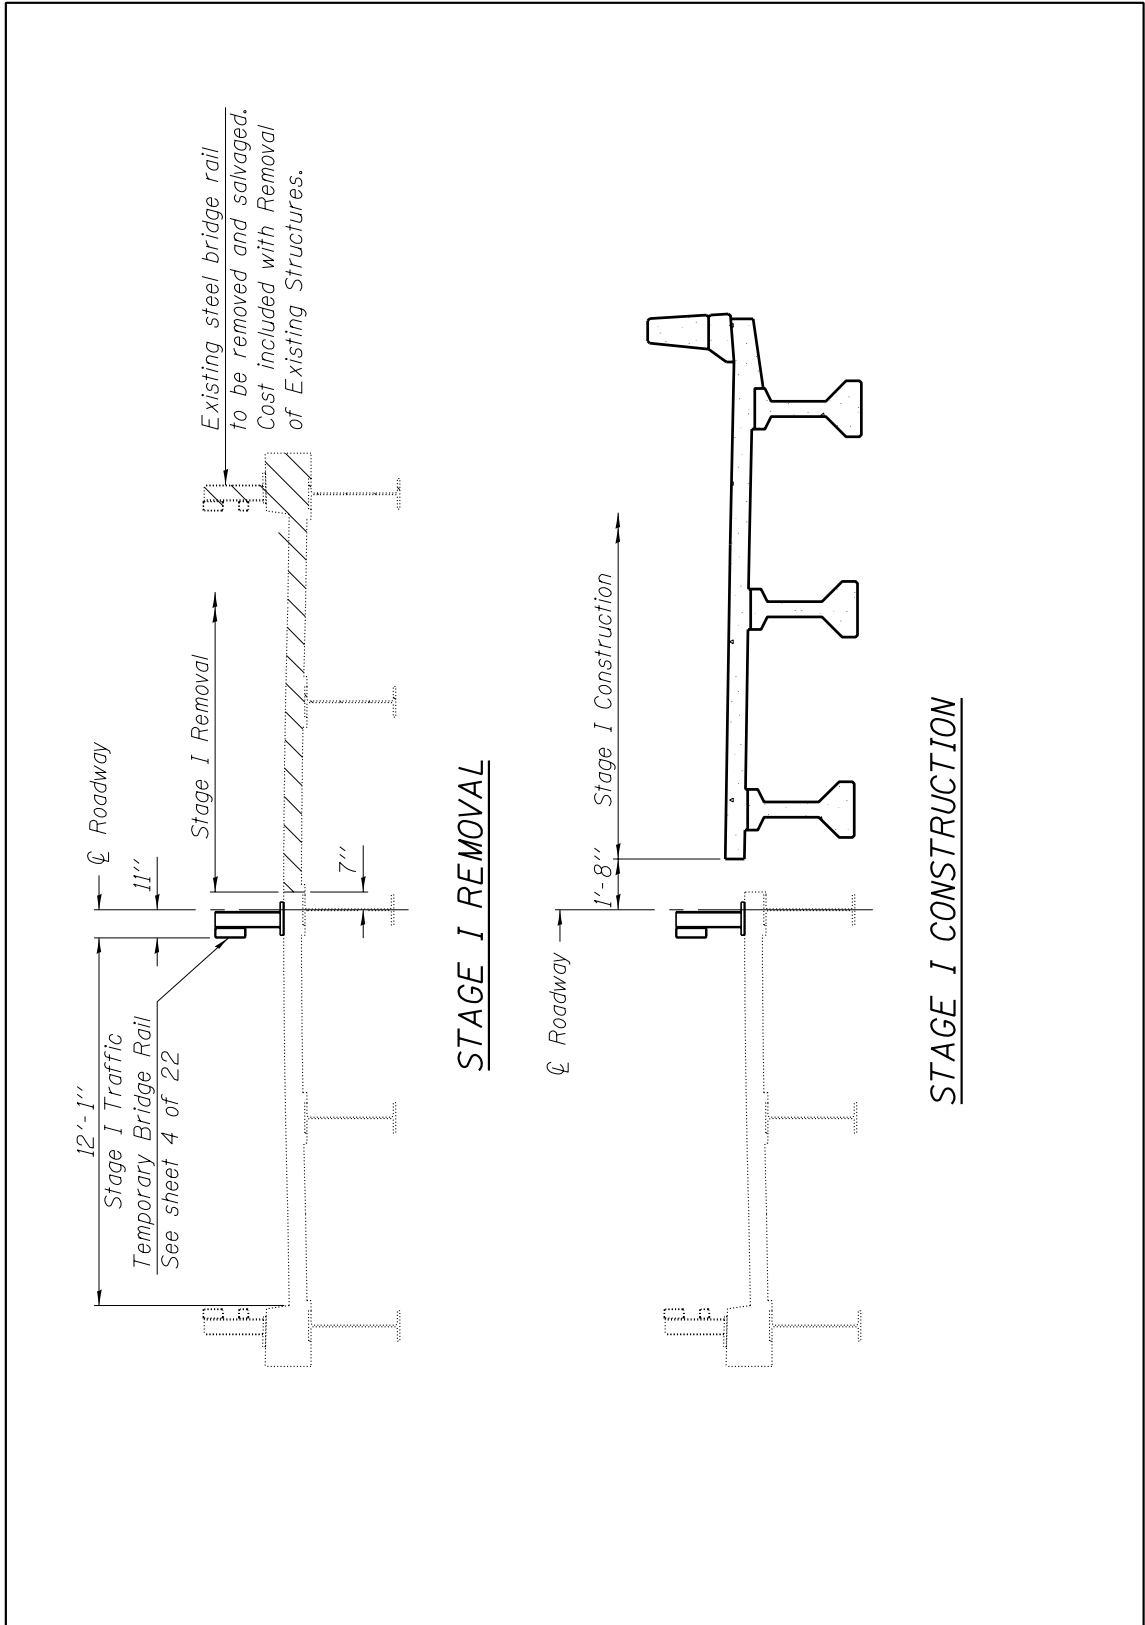 Existing steel bridge rail
to be removed and salvaged.
Cost included with Removal
of Existing Structures.
℄ Roadway
11''
Stage I Removal
7''
12'-1''
Stage I Traffic
Temporary Bridge Rail
See sheet 4 of 22
STAGE I REMOVAL
1'-8''
Stage I Construction
℄ Roadway
STAGE I CONSTRUCTION